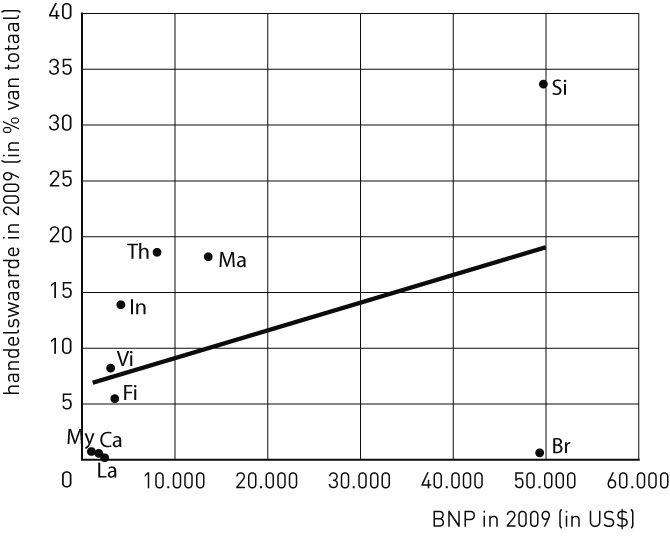 handelswaarde in 2009 (in % van totaal)
40
35
Si
30
25
20
Th
Ma
15
In
10
Vi
5
Fi
My Ca
La
Br
0 10.000 20.000 30.000 40.000 50.000 60.000
BNP in 2009 (in US$)